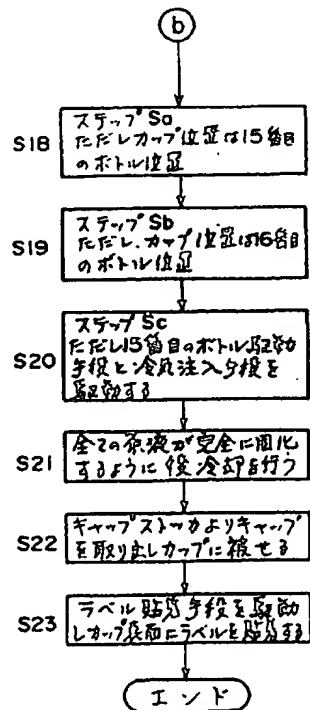 b
S18
ステップSa
ただしカップ位置は15番目
のボトル位置
S19
ステップSb
ただし、カップ位置は16番目
のボトル位置
S20
ステップSc
ただし15番目のボトル駆動
手段と冷気注入手段を
駆動する
S21
全ての原液が完全に固化
するように後冷却を行う
S22
キャップストッカよりキャップ
を取り出しカップに被せる
S23
ラベル貼着手段を駆動
しカップ底面にラベルを貼着する
エンド